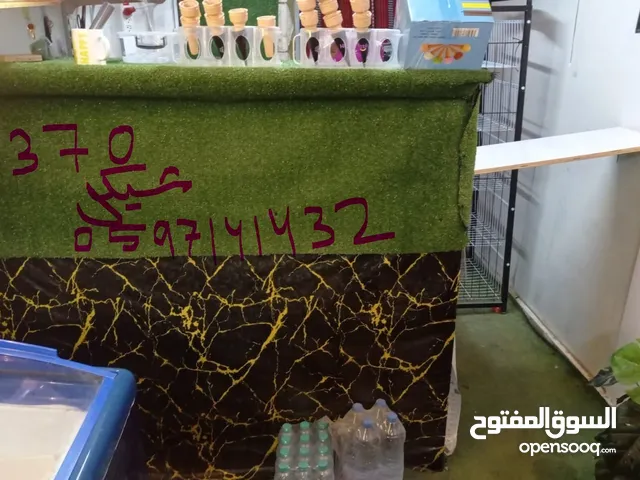 370
شيكل
0597141432
السوق المفتوح
opensooq.com